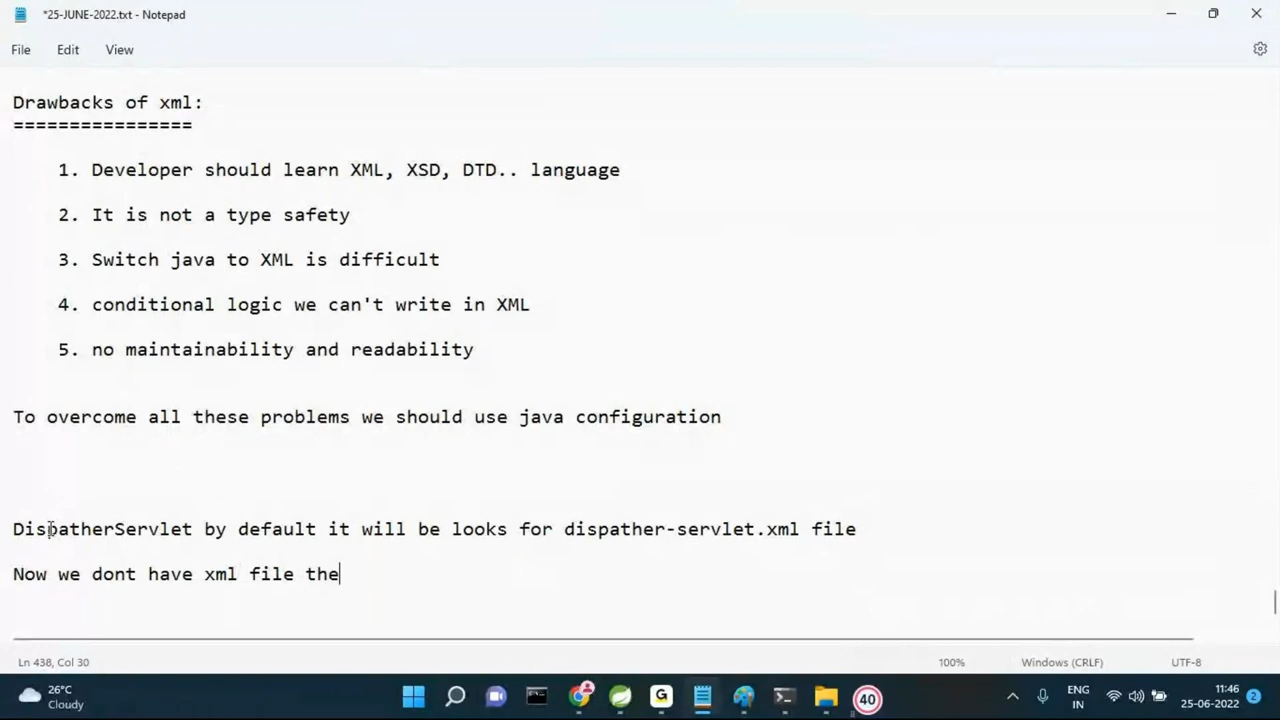 *25-JUNE-2022.txt - Notepad
File Edit View
Drawbacks of xml:
================
1. Developer should learn XML, XSD, DTD.. language
2. It is not a type safety
3. Switch java to XML is difficult
4. conditional logic we can't write in XML
5. no maintainability and readability
To overcome all these problems we should use java configuration
DispatherServlet by default it will be looks for dispather-servlet.xml file
Now we dont have xml file the
Ln 438, Col 30 100% Windows (CRLF) UTF-8
26°C
Cloudy
G
40
ENG
IN
11:46
25-06-2022
2